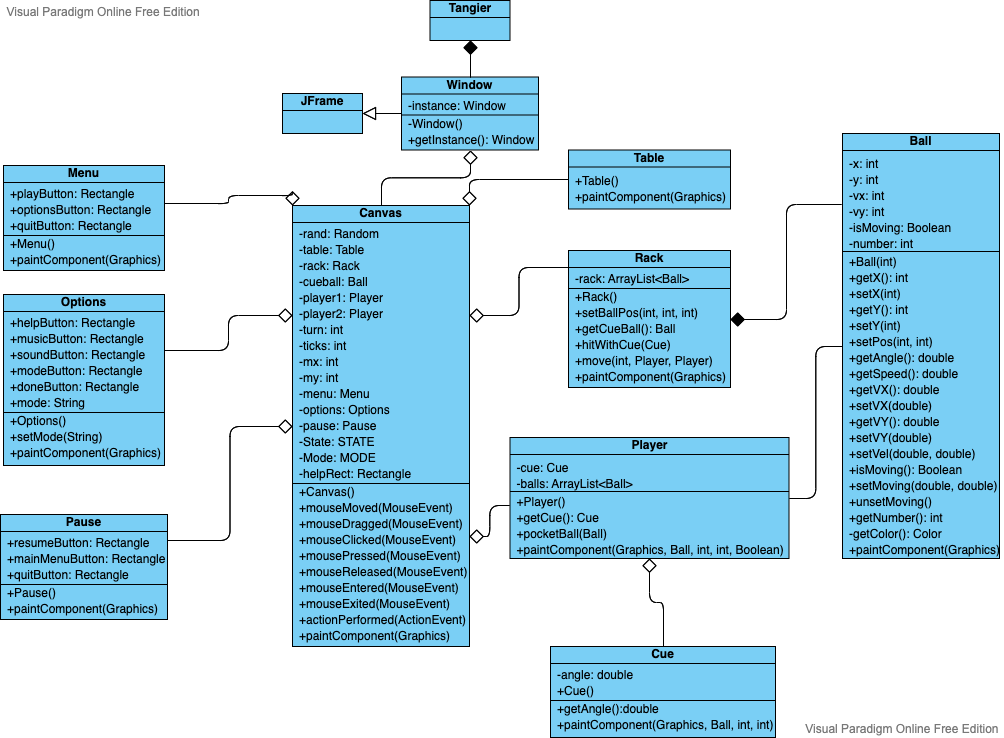 Visual Paradigm Online Free Edition
Tangier
Window
-instance: Window
-Window()
+getInstance(): Window
JFrame
Menu
+playButton: Rectangle
+optionsButton: Rectangle
+quitButton: Rectangle
+Menu()
+paintComponent(Graphics)
Options
+helpButton: Rectangle
+musicButton: Rectangle
+soundButton: Rectangle
+modeButton: Rectangle
+doneButton: Rectangle
+mode: String
+Options()
+setMode(String)
+paintComponent(Graphics)
Pause
+resumeButton: Rectangle
+mainMenuButton: Rectangle
+quitButton: Rectangle
+Pause()
+paintComponent(Graphics)
Canvas
-rand: Random
-table: Table
-rack: Rack
-cueball: Ball
-player1: Player
-player2: Player
-turn: int
-ticks: int
-mx: int
-my: int
-menu: Menu
-options: Options
-pause: Pause
-State: STATE
-Mode: MODE
-helpRect: Rectangle
+Canvas()
+mouseMoved(MouseEvent)
+mouseDragged(MouseEvent)
+mouseClicked(MouseEvent)
+mousePressed(MouseEvent)
+mouseReleased(MouseEvent)
+mouseEntered(MouseEvent)
+mouseExited(MouseEvent)
+actionPerformed(ActionEvent)
+paintComponent(Graphics)
Table
+Table()
+paintComponent(Graphics)
Rack
-rack: ArrayList<Ball>
+Rack()
+setBallPos(int, int, int)
+getCueBall(): Ball
+hitWithCue(Cue)
+move(int, Player, Player)
+paintComponent(Graphics)
Player
-cue: Cue
-balls: ArrayList<Ball>
+Player()
+getCue(): Cue
+pocketBall(Ball)
+paintComponent(Graphics, Ball, int, int, Boolean)
Cue
-angle: double
+Cue()
+getAngle():double
+paintComponent(Graphics, Ball, int, int)
Ball
-x: int
-y: int
-vx: int
-vy: int
-isMoving: Boolean
-number: int
+Ball(int)
+getX(): int
+setX(int)
+getY(): int
+setY(int)
+setPos(int, int)
+getAngle(): double
+getSpeed(): double
+getVX(): double
+setVX(double)
+getVY(): double
+setVY(double)
+setVel(double, double)
+isMoving(): Boolean
+setMoving(double, double)
+unsetMoving()
+getNumber(): int
-getColor(): Color
+paintComponent(Graphics)
Visual Paradigm Online Free Edition